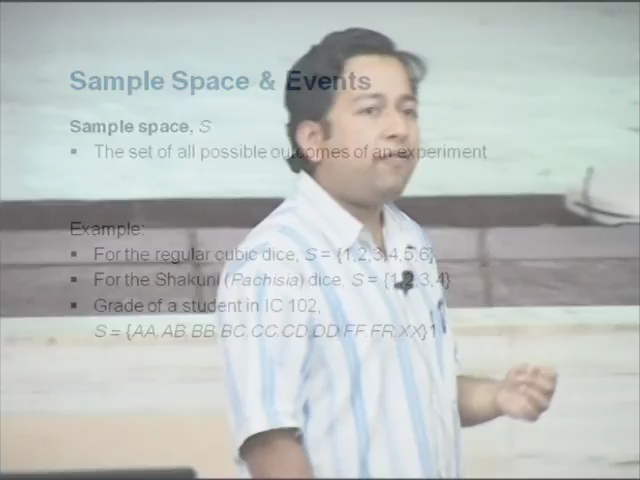 Sample Space & Events
Sample space, S
▪ The set of all possible outcomes of an experiment
Example:
▪ For the regular cubic dice, S = {1,2,3,4,5,6}
▪ For the Shakuni (Pachisia) dice, S = {1,2,3,4}
▪ Grade of a student in IC 102,
S = {AA,AB,BB,BC,CC,CD,DD,FF,FR,XX}1